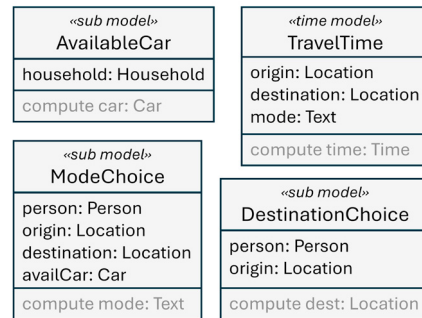 «sub model»
AvailableCar
household: Household
compute car: Car
«time model»
TravelTime
origin: Location
destination: Location
mode: Text
compute time: Time
«sub model»
ModeChoice
person: Person
origin: Location
destination: Location
availCar: Car
compute mode: Text
«sub model»
DestinationChoice
person: Person
origin: Location
compute dest: Location